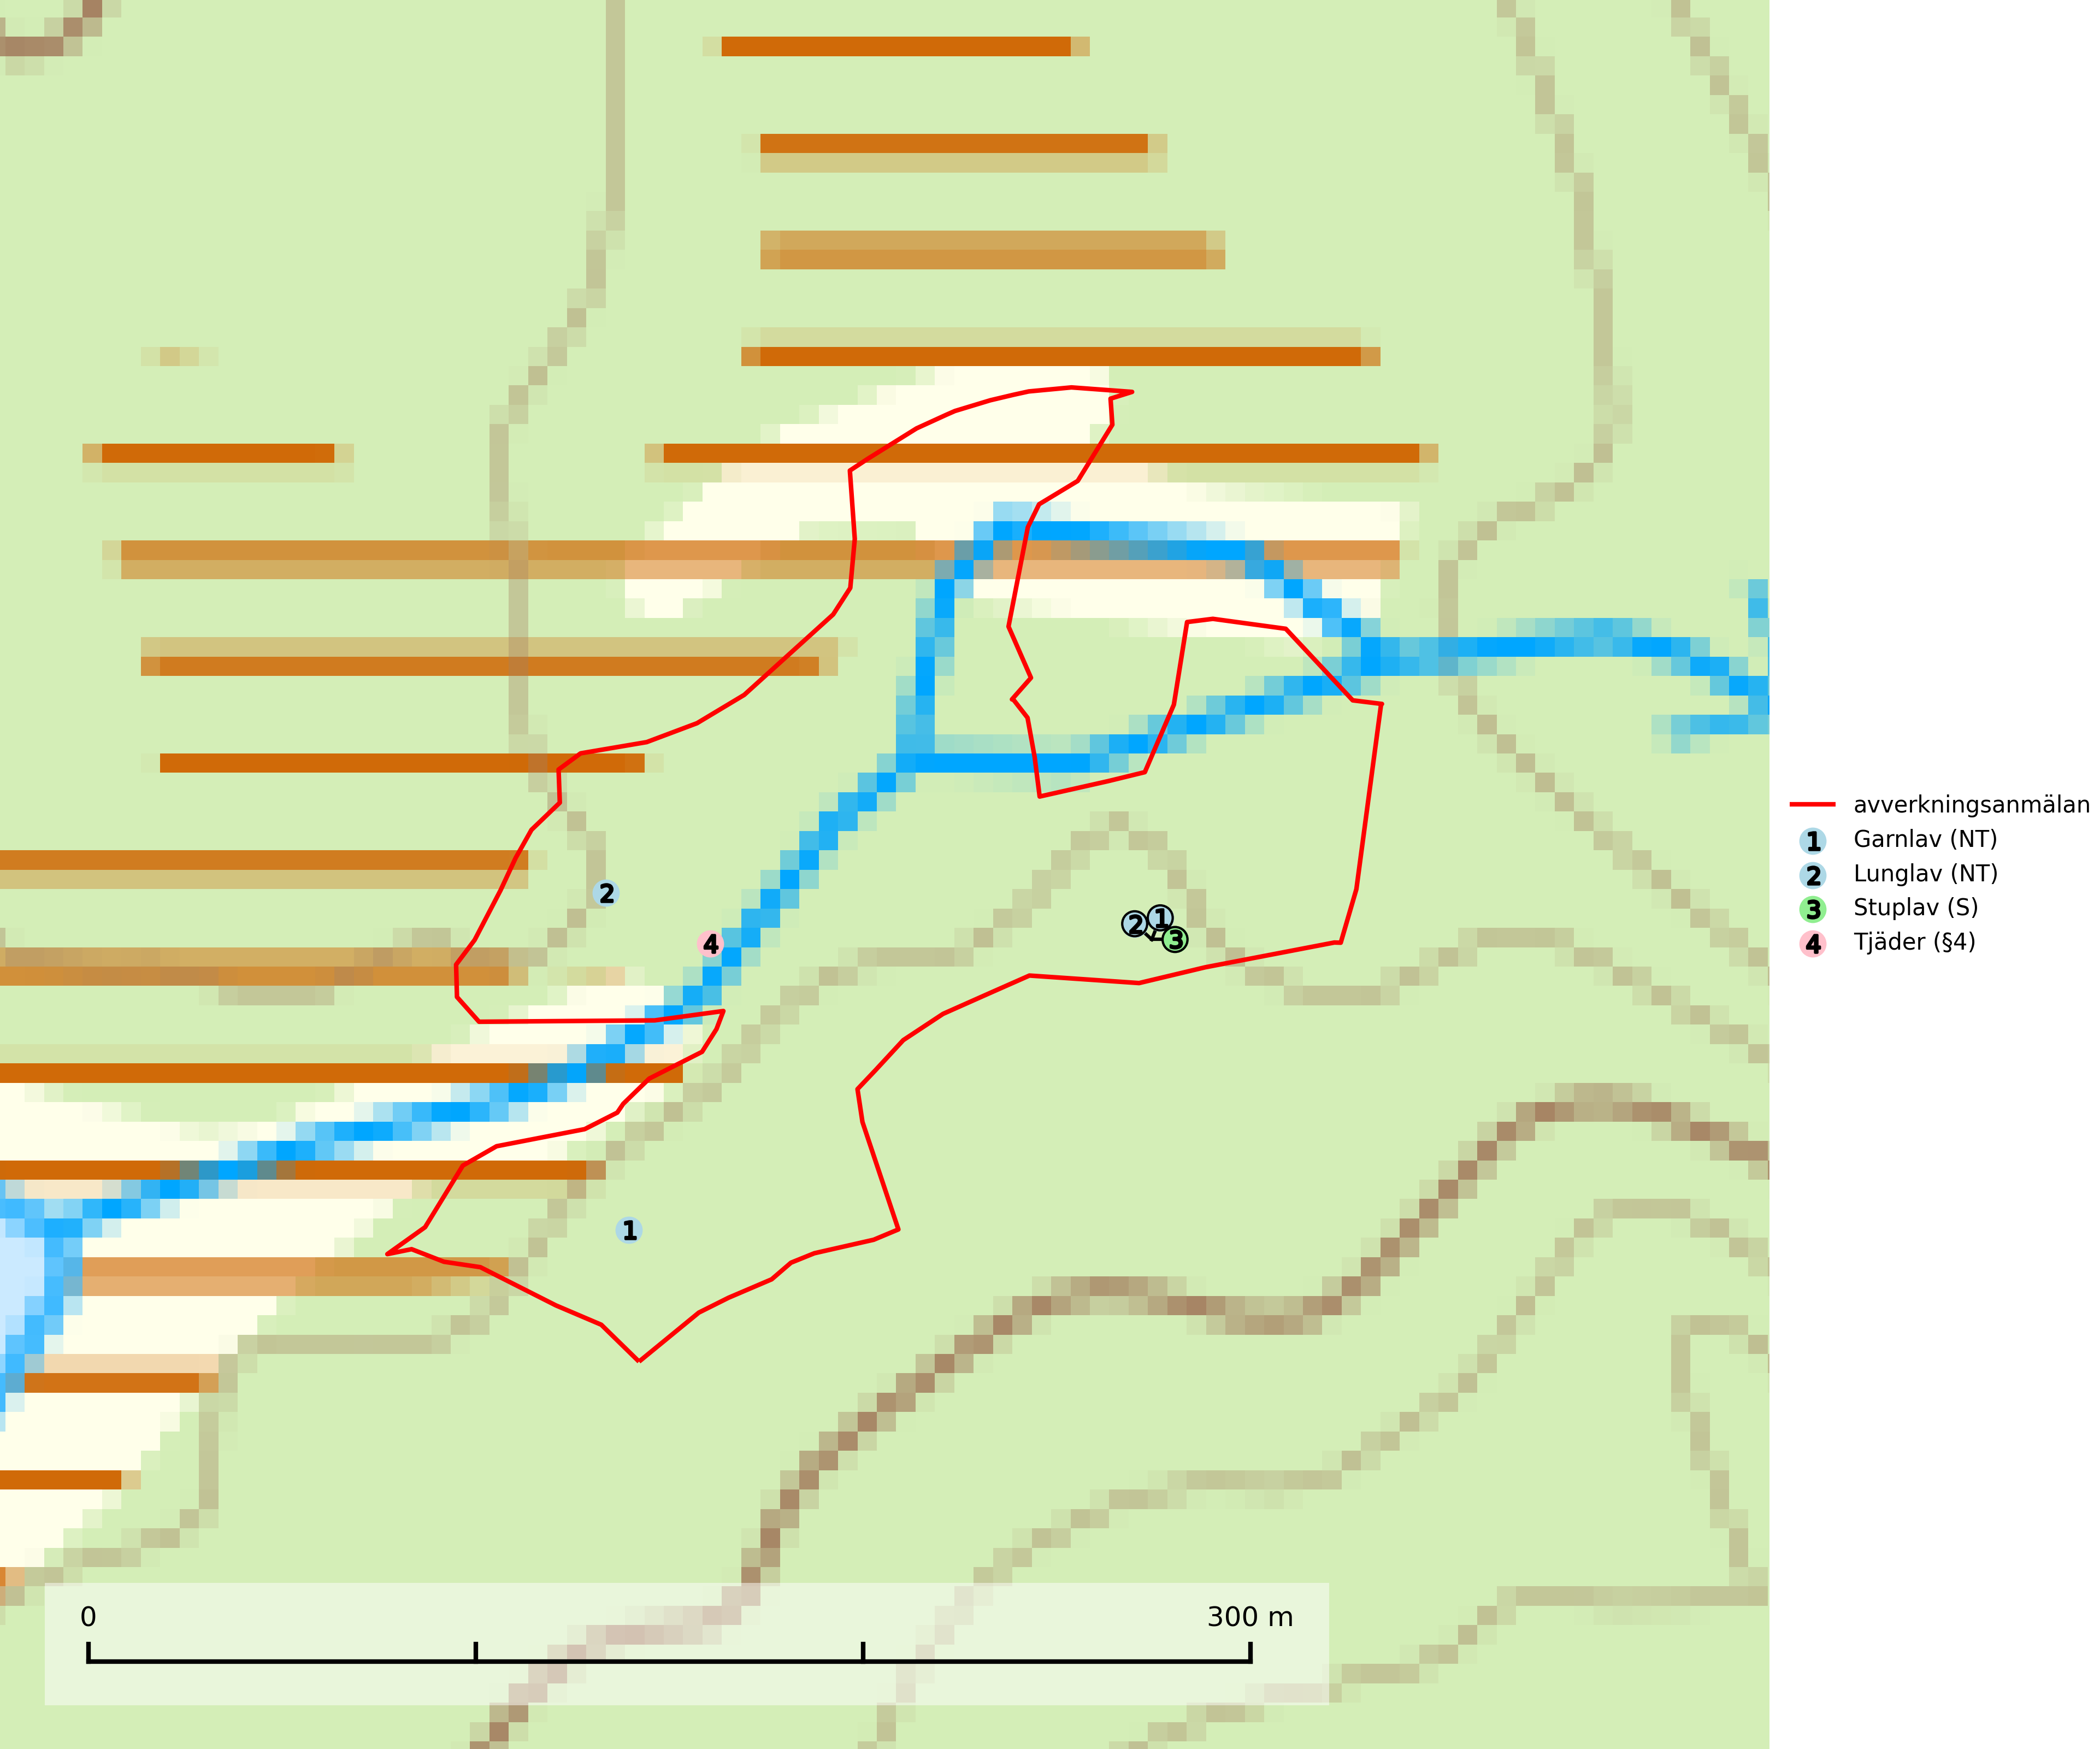 2
4
2 1
3
1
0 300 m
avverkningsanmälan
1 Garnlav (NT)
2 Lunglav (NT)
3 Stuplav (S)
4 Tjäder (§4)